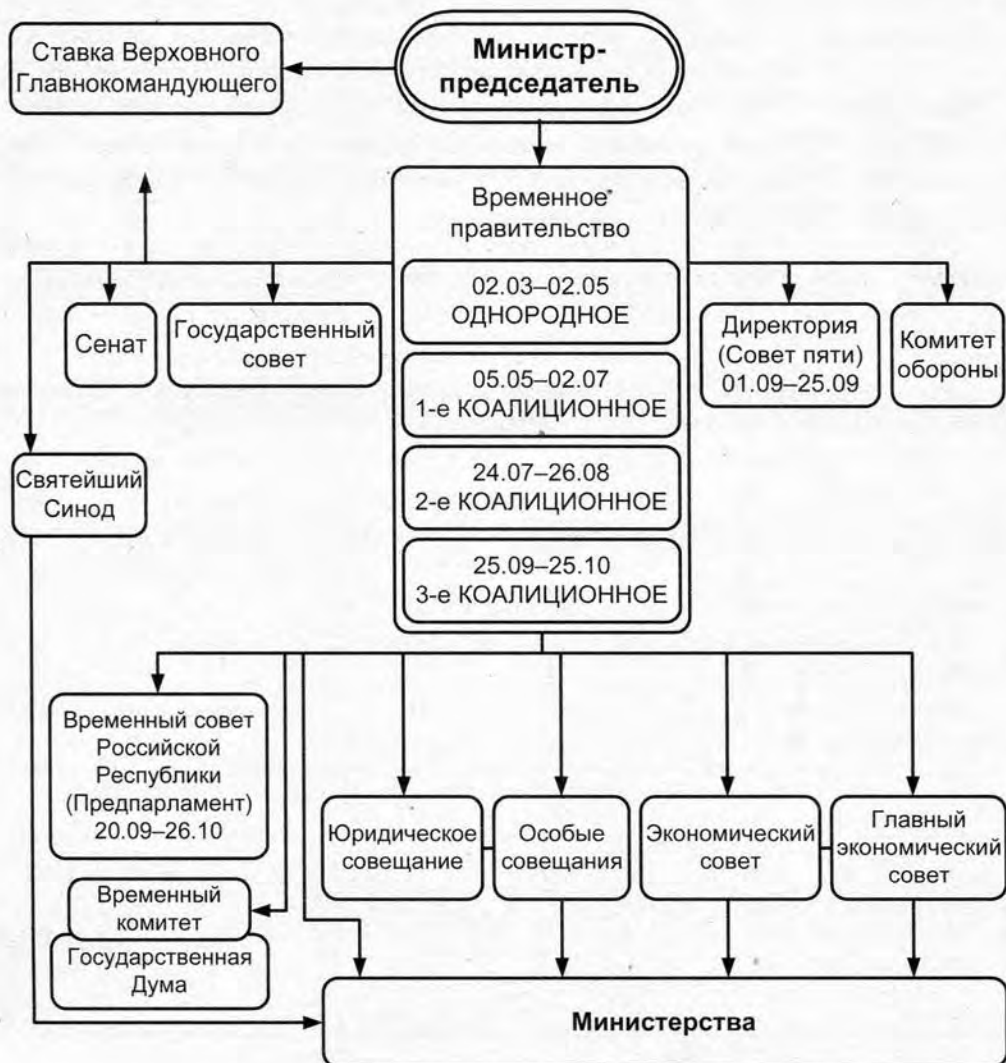 Ставка Верховного
Главнокомандующего
Министр-
председатель
Временное
правительство
02.03–02.05
ОДНОРОДНОЕ
05.05–02.07
1-е КОАЛИЦИОННОЕ
24.07–26.08
2-е КОАЛИЦИОННОЕ
25.09–25.10
3-е КОАЛИЦИОННОЕ
Сенат
Государственный
совет
Директория
(Совет пяти)
01.09–25.09
Комитет
обороны
Святейший
Синод
Временный совет
Российской
Республики
(Предпарламент)
20.09–26.10
Юридическое
совещание
Особые
совещания
Экономический
совет
Главный
экономический
совет
Временный
комитет
Государственная
Дума
Министерства